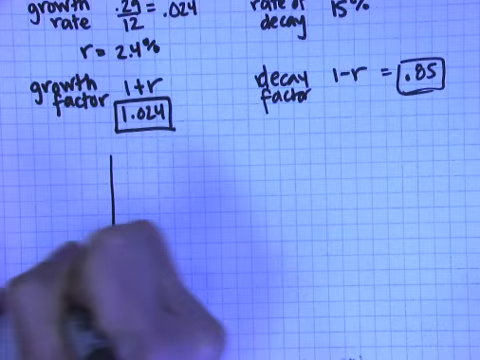 growth rate .29/12 = .024
r = 2.4%
growth factor 1+r
1.024
rate of decay 15%
decay factor 1-r = .85